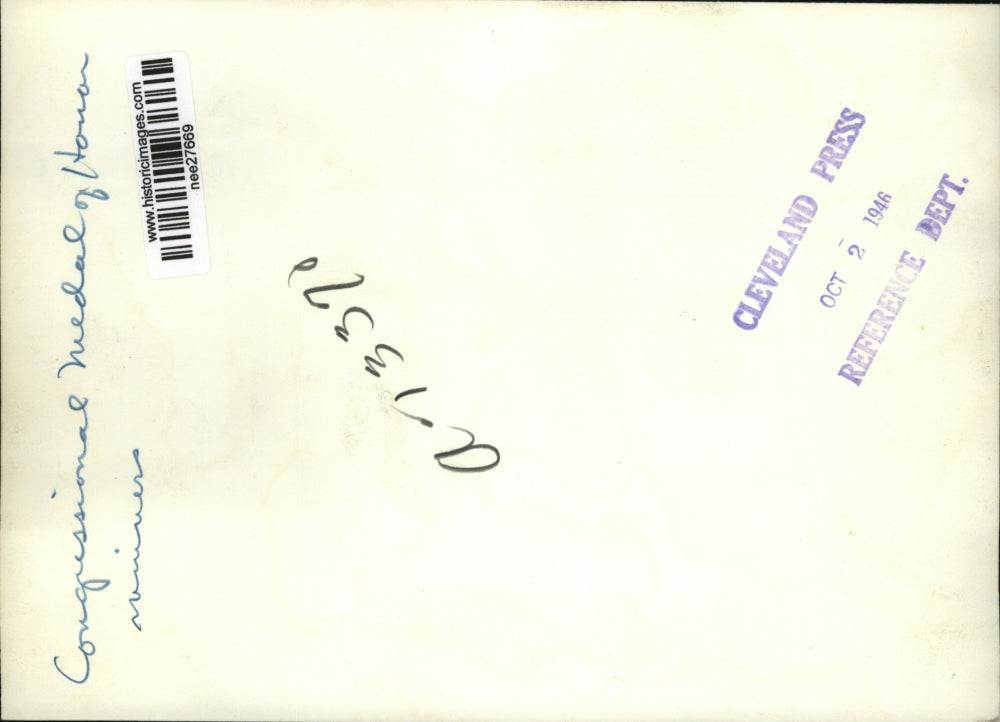 Congressional Medal of Honor
winners
www.historicimages.com
nee27669
CLEVELAND PRESS
OCT 2 1946
REFERENCE DEPT.